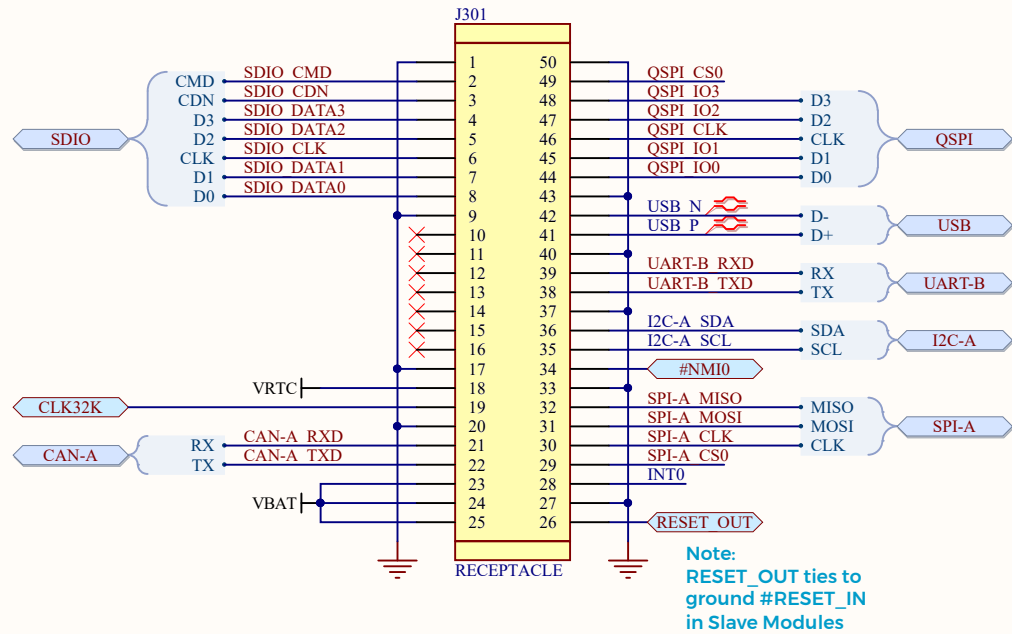 J301
1 50
CMD SDIO_CMD 2 49 QSPI_CS0
CDN SDIO_CDN 3 48 QSPI_IO3 D3
D3 SDIO_DATA3 4 47 QSPI_IO2 D2
SDIO D2 SDIO_DATA2 5 46 QSPI_CLK CLK QSPI
CLK SDIO_CLK 6 45 QSPI_IO1 D1
D1 SDIO_DATA1 7 44 QSPI_IO0 D0
D0 SDIO_DATA0 8 43
9 42 USB_N D- USB
10 41 USB_P D+
11 40
12 39 UART-B_RXD RX UART-B
13 38 UART-B_TXD TX
14 37
15 36 I2C-A_SDA SDA I2C-A
16 35 I2C-A_SCL SCL
17 34 #NMI0
VRTC 18 33
CLK32K 19 32 SPI-A_MISO MISO
20 31 SPI-A_MOSI MOSI SPI-A
CAN-A RX CAN-A_RXD 21 30 SPI-A_CLK CLK
TX CAN-A_TXD 22 29 SPI-A_CS0
23 28 INT0
VBAT 24 27
25 26 RESET_OUT
RECEPTACLE
Note:
RESET_OUT ties to
ground #RESET_IN
in Slave Modules